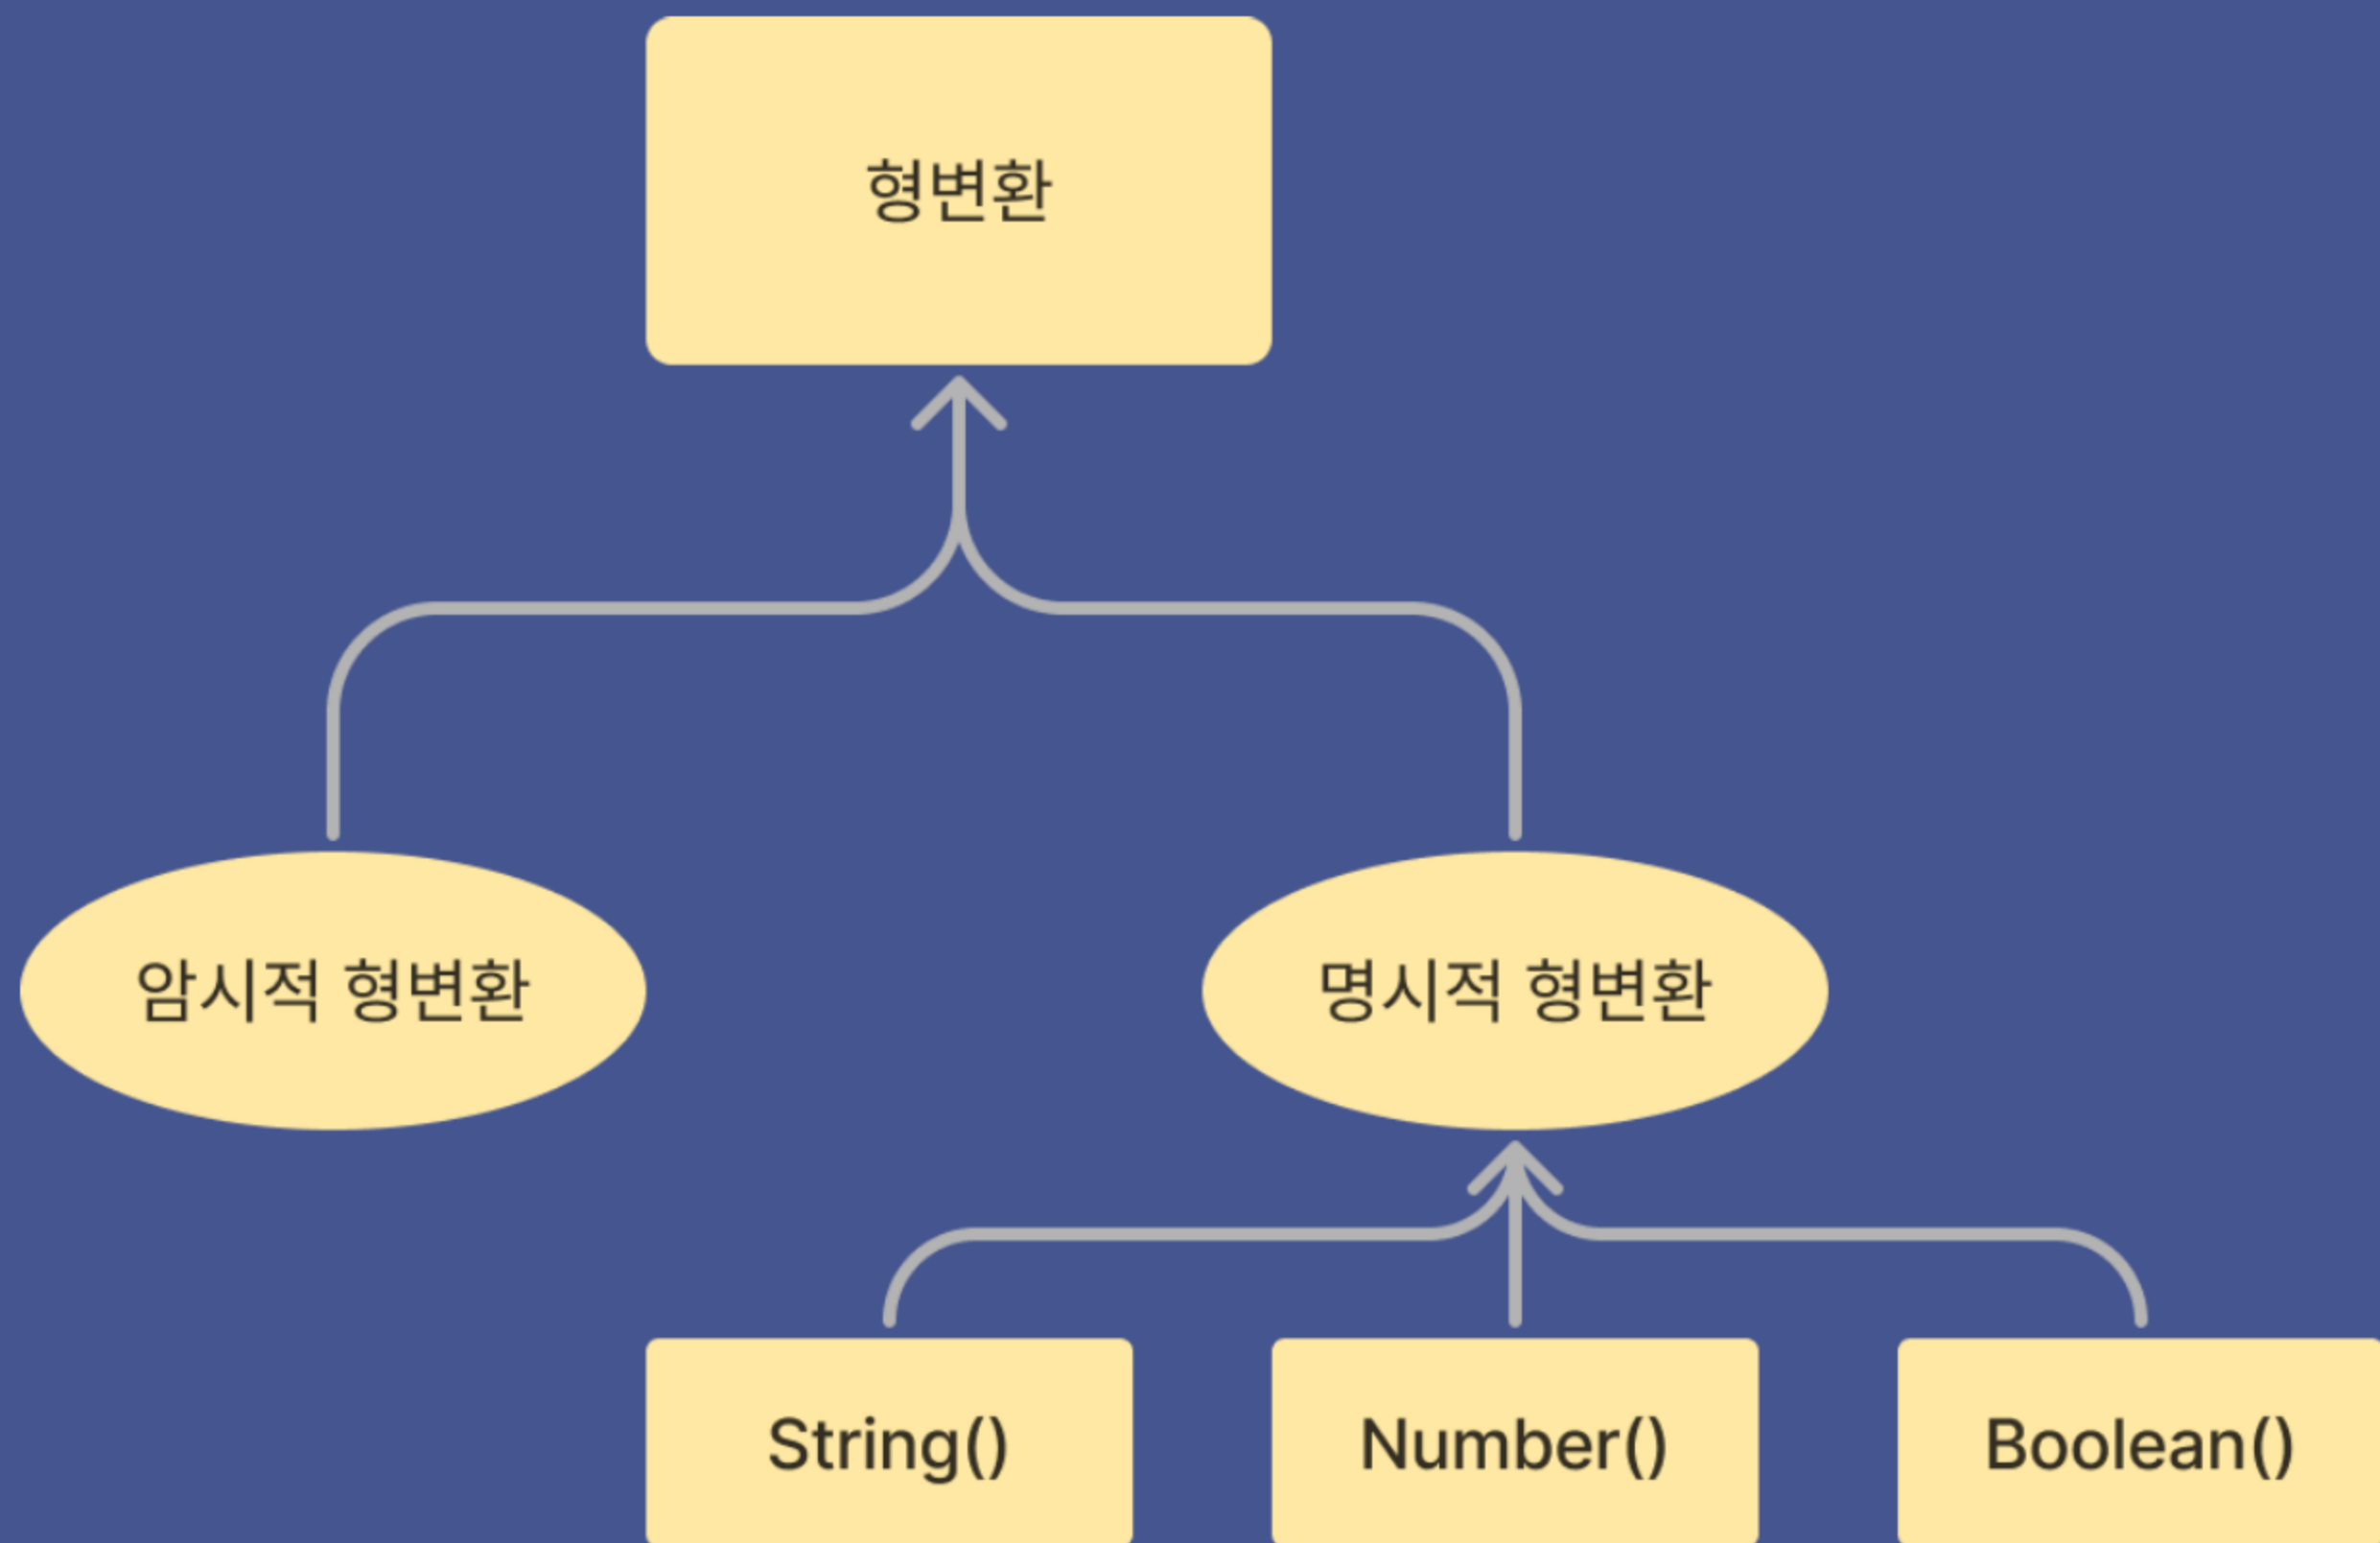 형변환
암시적 형변환
명시적 형변환
String()
Number()
Boolean()